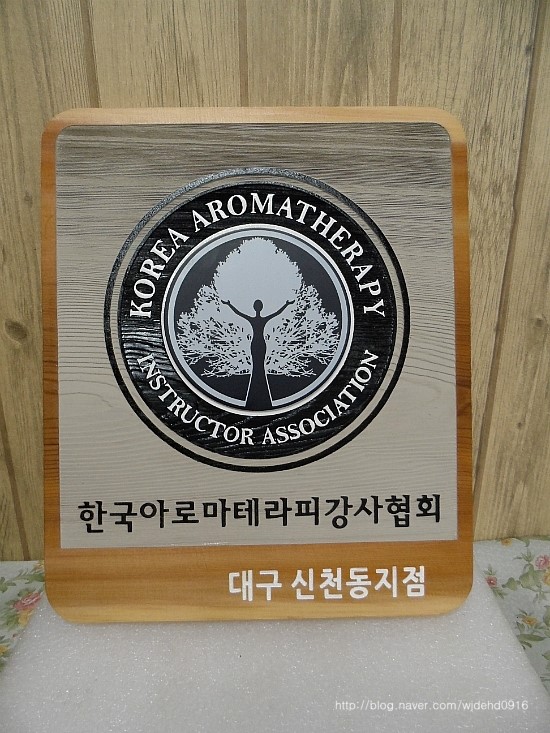 KOREA AROMATHERAPY
INSTRUCTOR ASSOCIATION
한국아로마테라피강사협회
대구 신천동지점
http://blog.naver.com/wjdehd0916